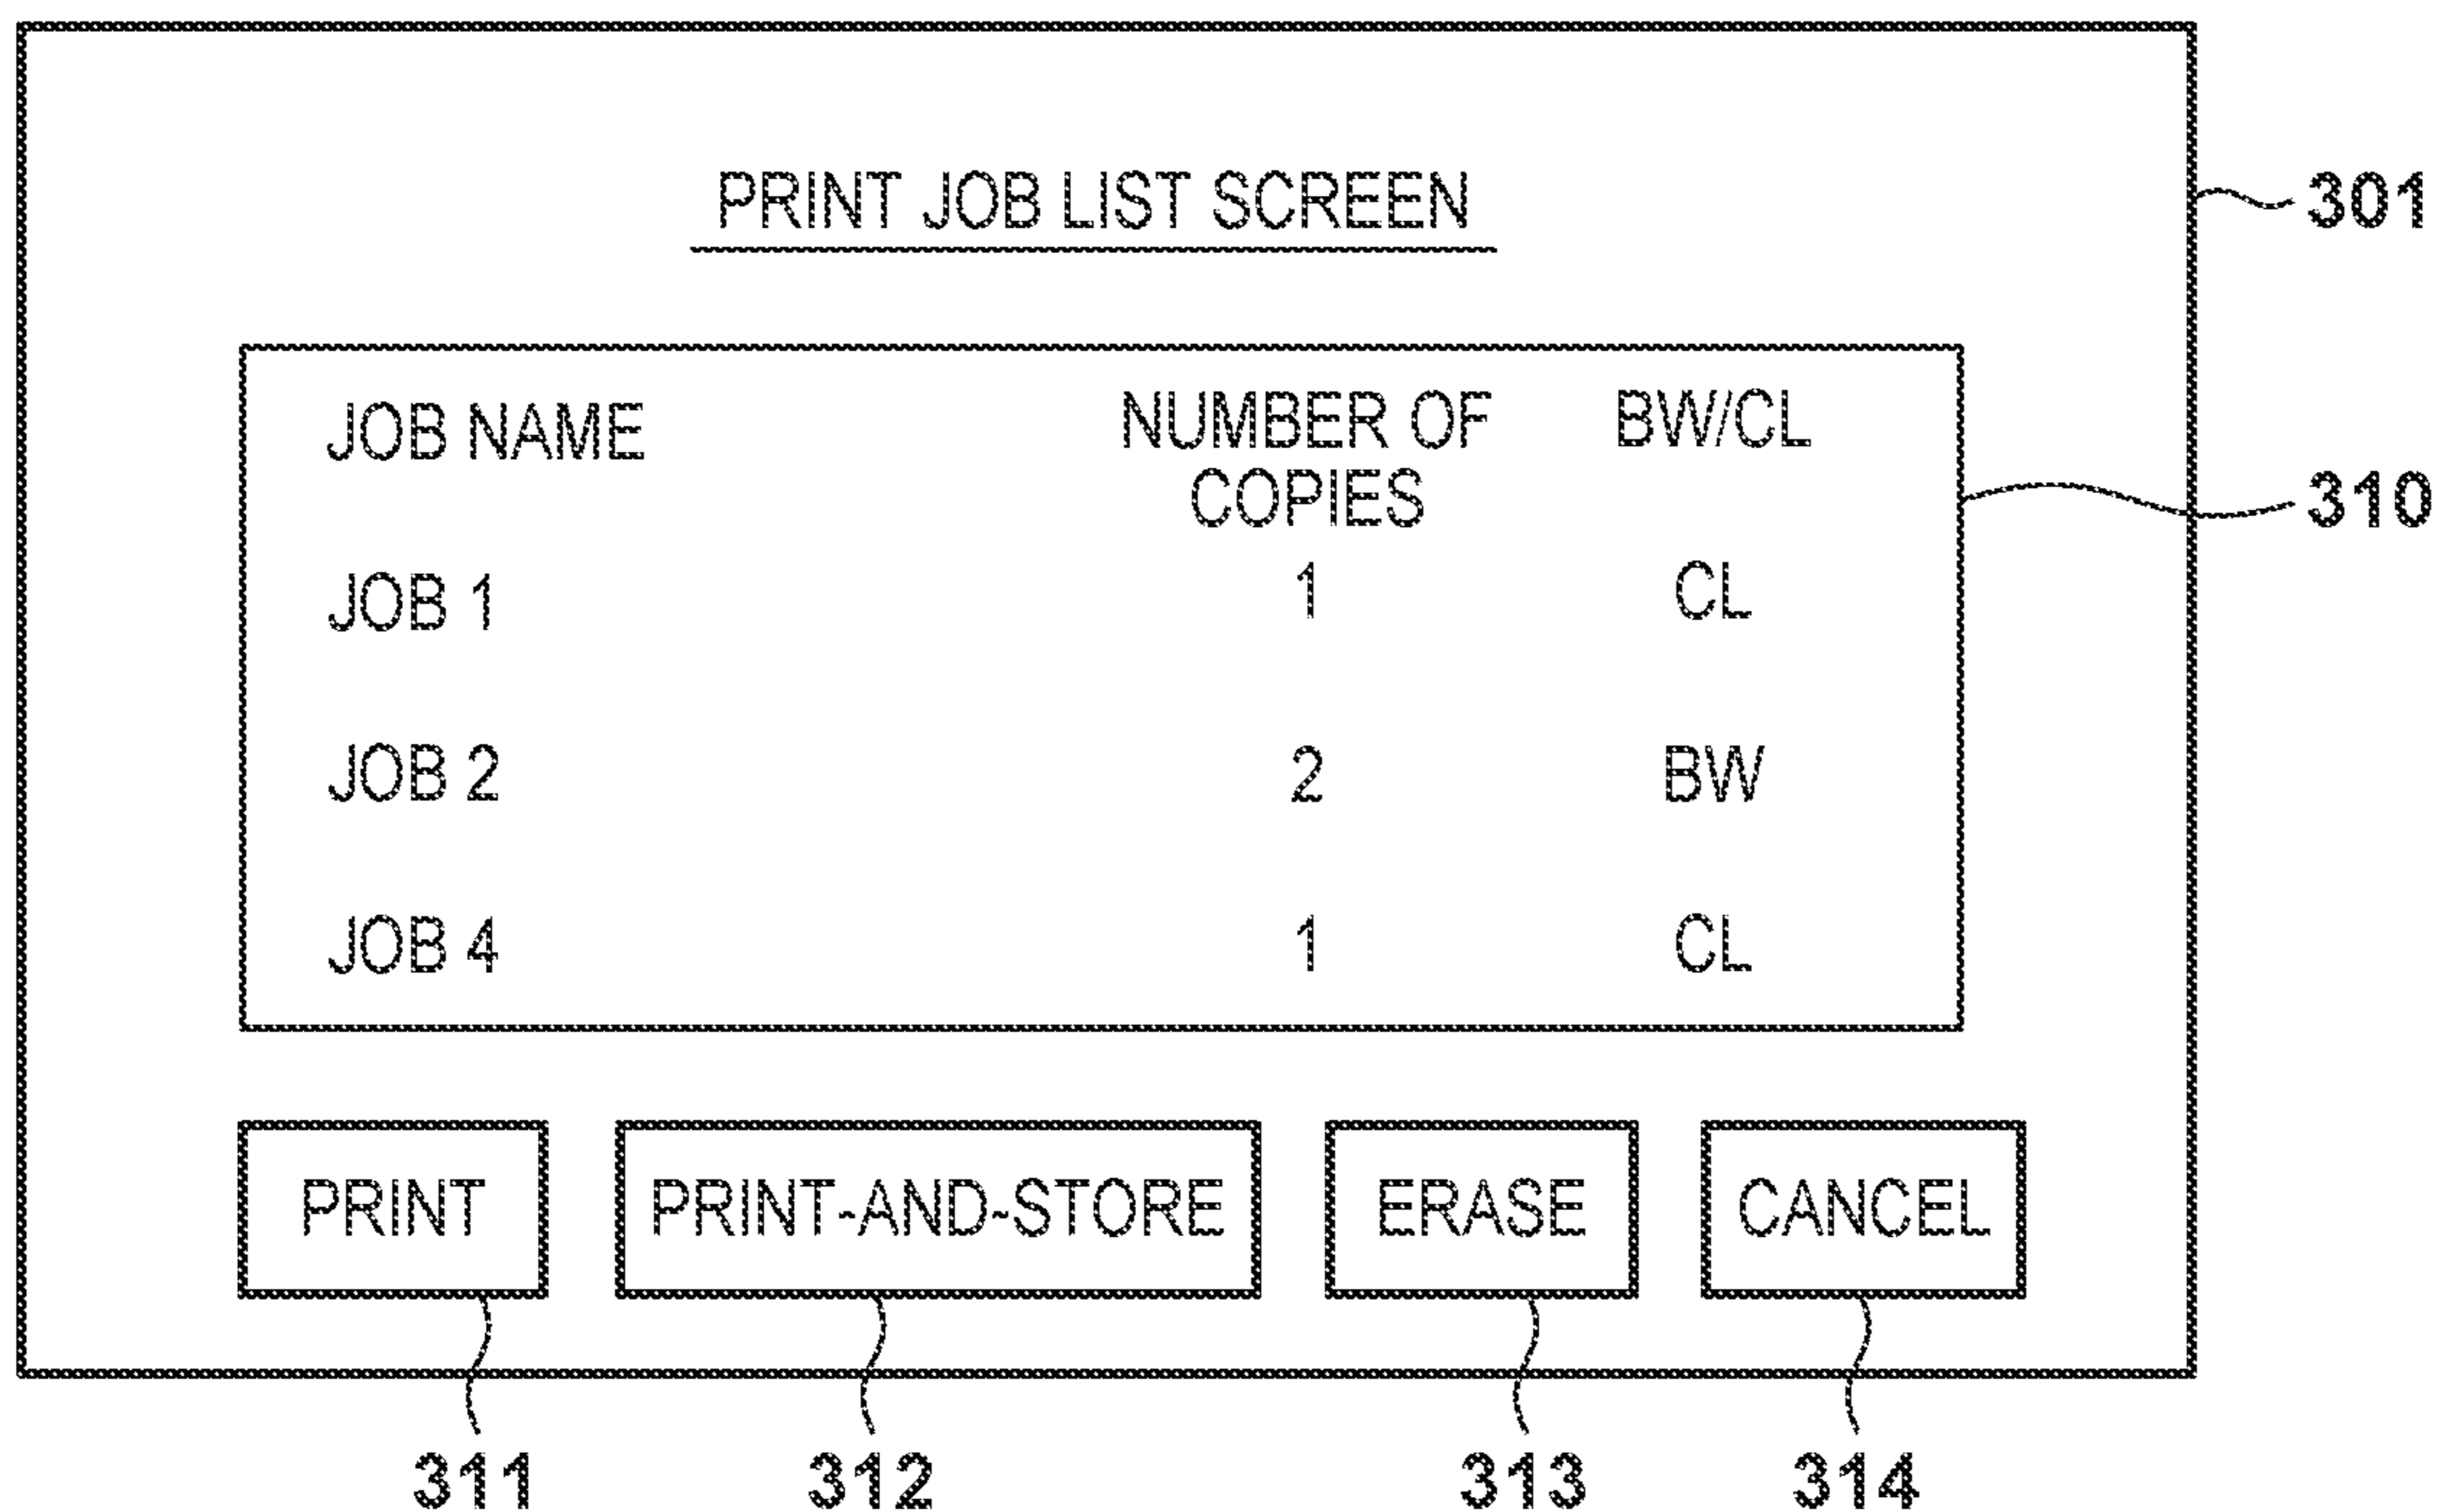 PRINT JOB LIST SCREEN
301
JOB NAME NUMBER OF COPIES BW/CL
310
JOB 1 1 CL
JOB 2 2 BW
JOB 4 1 CL
PRINT PRINT-AND-STORE ERASE CANCEL
311 312 313 314